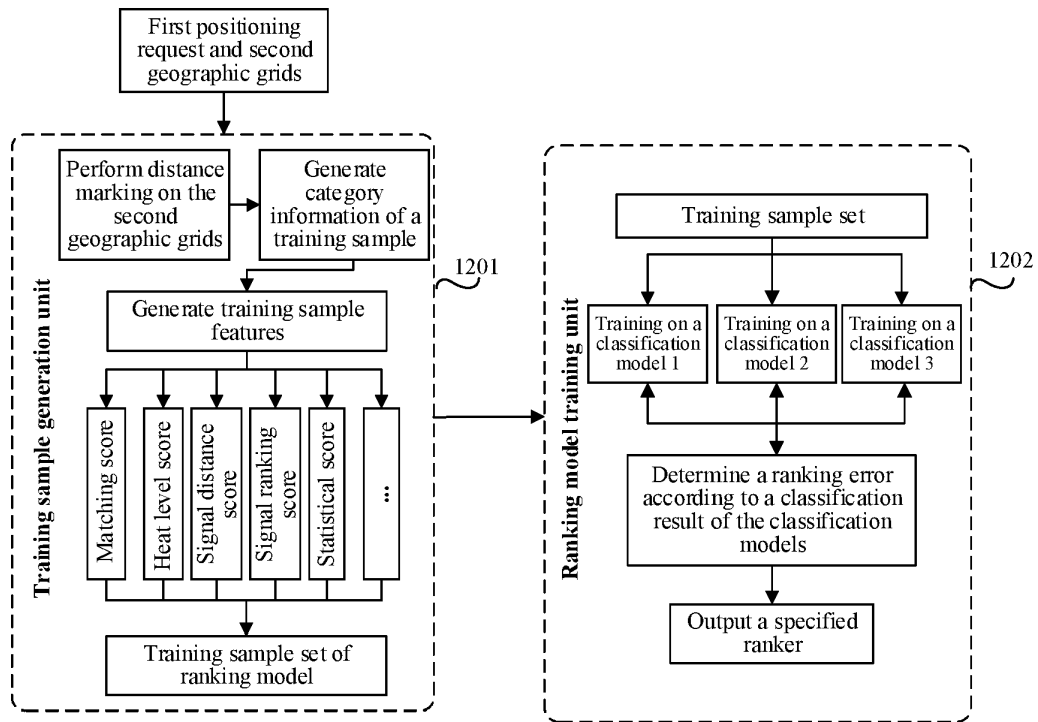 First positioning
request and second
geographic grids
Training sample generation unit
Perform distance
marking on the
second
geographic grids
Generate
category
information of a
training sample
1201
Generate training sample
features
Matching score
Heat level score
Signal distance
score
Signal ranking
score
Statistical score
...
Training sample set of
ranking model
Ranking model training unit
Training sample set
1202
Training on a
classification
model 1
Training on a
classification
model 2
Training on a
classification
model 3
Determine a ranking error
according to a classification
result of the classification
models
Output a specified
ranker